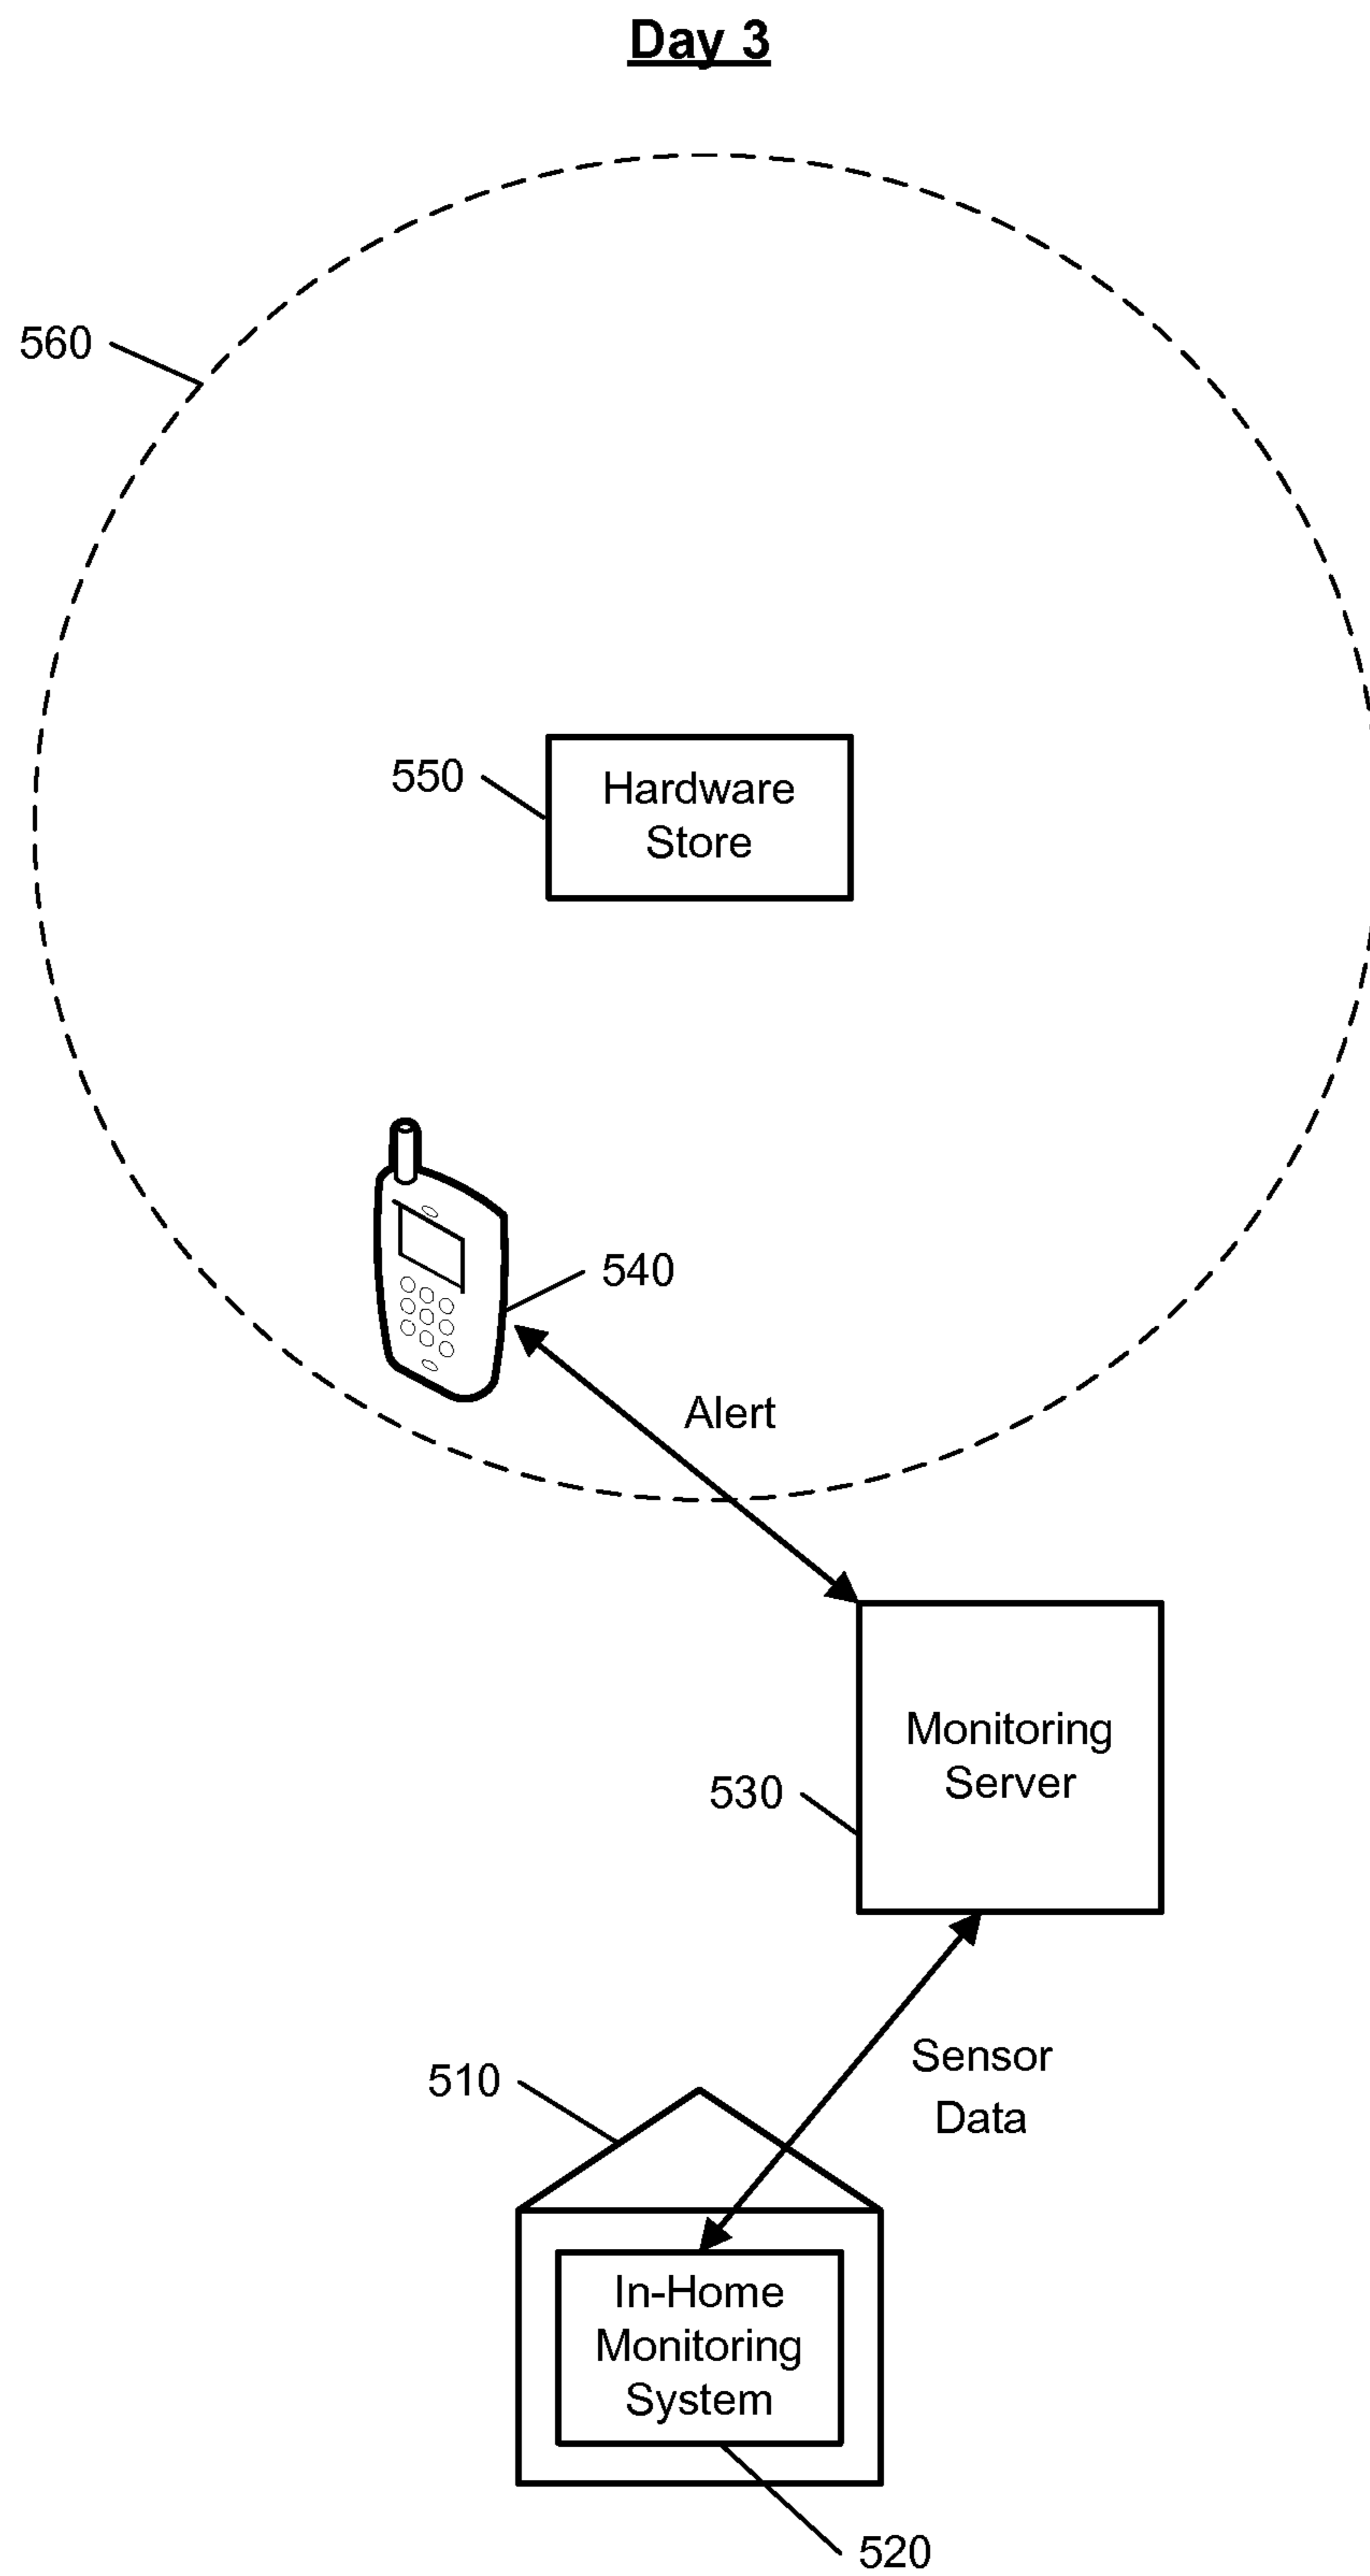 Day 3
560
550
Hardware
Store
540
Alert
Monitoring
Server
530
Sensor
Data
510
In-Home
Monitoring
System
520